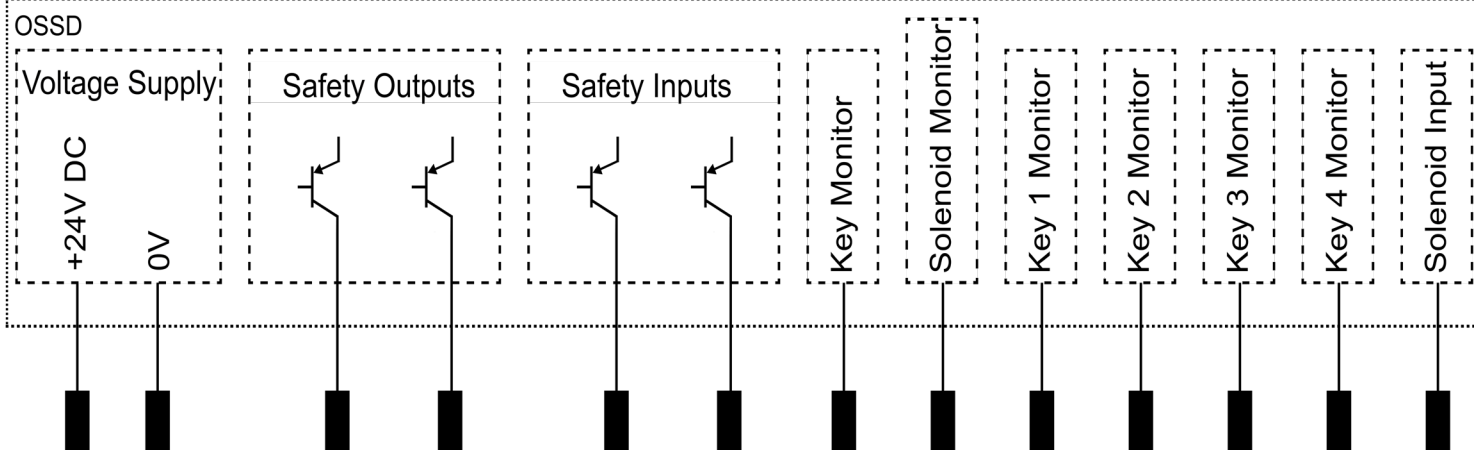 OSSD
Voltage Supply
+24V DC
0V
Safety Outputs
Safety Inputs
Key Monitor
Solenoid Monitor
Key 1 Monitor
Key 2 Monitor
Key 3 Monitor
Key 4 Monitor
Solenoid Input